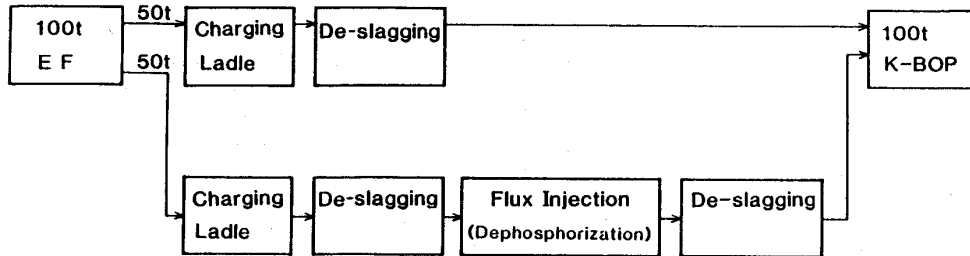 100t
E F
50t
50t
Charging
Ladle
De-slagging
100t
K-BOP
Charging
Ladle
De-slagging
Flux Injection
(Dephosphorization)
De-slagging